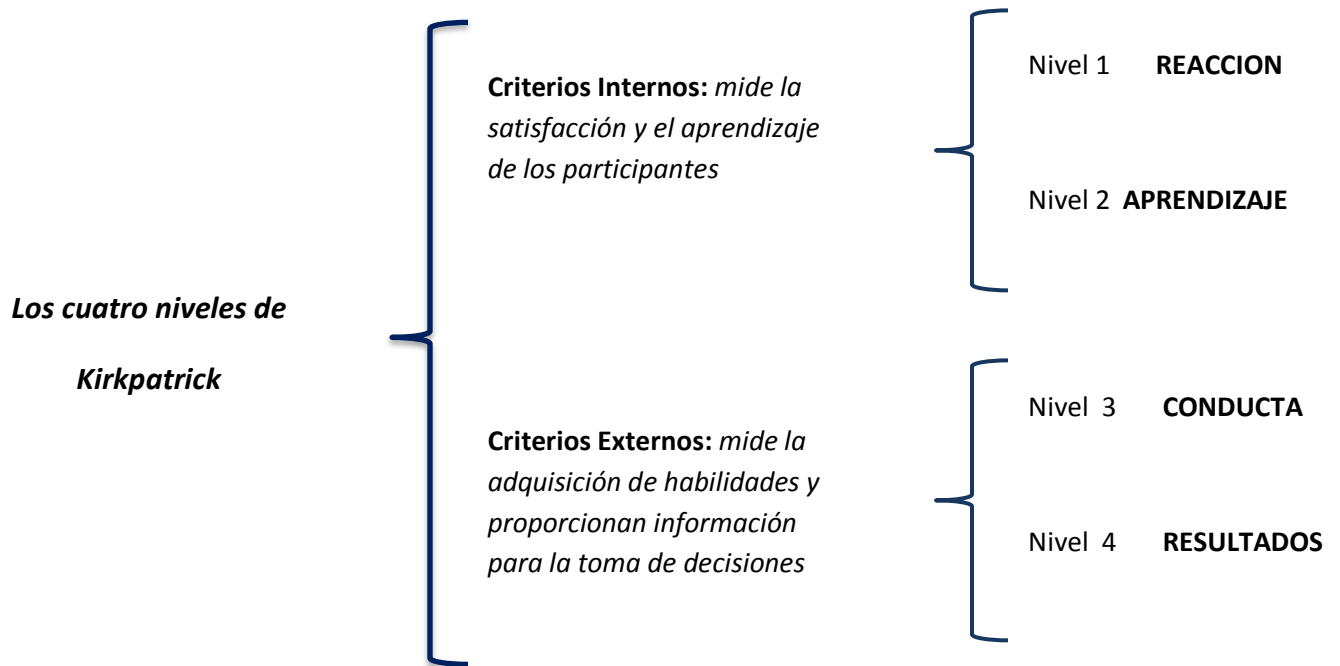 Los cuatro niveles de
Kirkpatrick
Criterios Internos: mide la
satisfacción y el aprendizaje
de los participantes
Nivel 1 REACCION
Nivel 2 APRENDIZAJE
Criterios Externos: mide la
adquisición de habilidades y
proporcionan información
para la toma de decisiones
Nivel 3 CONDUCTA
Nivel 4 RESULTADOS